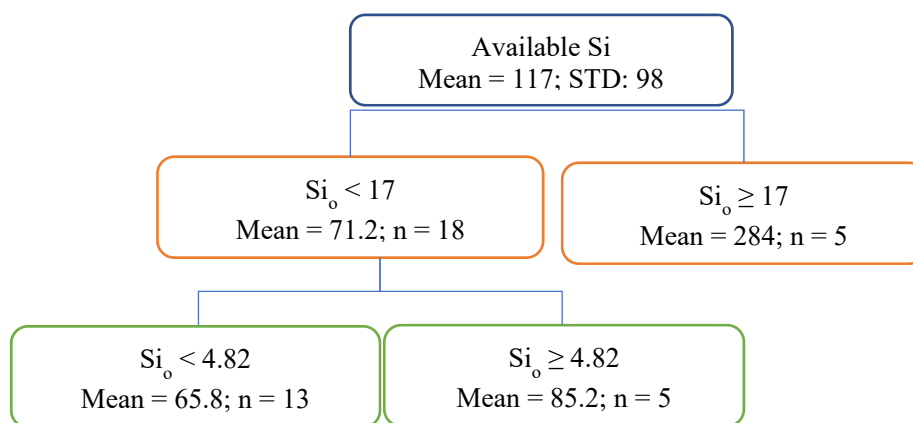 Available Si
Mean = 117; STD: 98
Siₒ < 17
Mean = 71.2; n = 18
Siₒ ≥ 17
Mean = 284; n = 5
Siₒ < 4.82
Mean = 65.8; n = 13
Siₒ ≥ 4.82
Mean = 85.2; n = 5